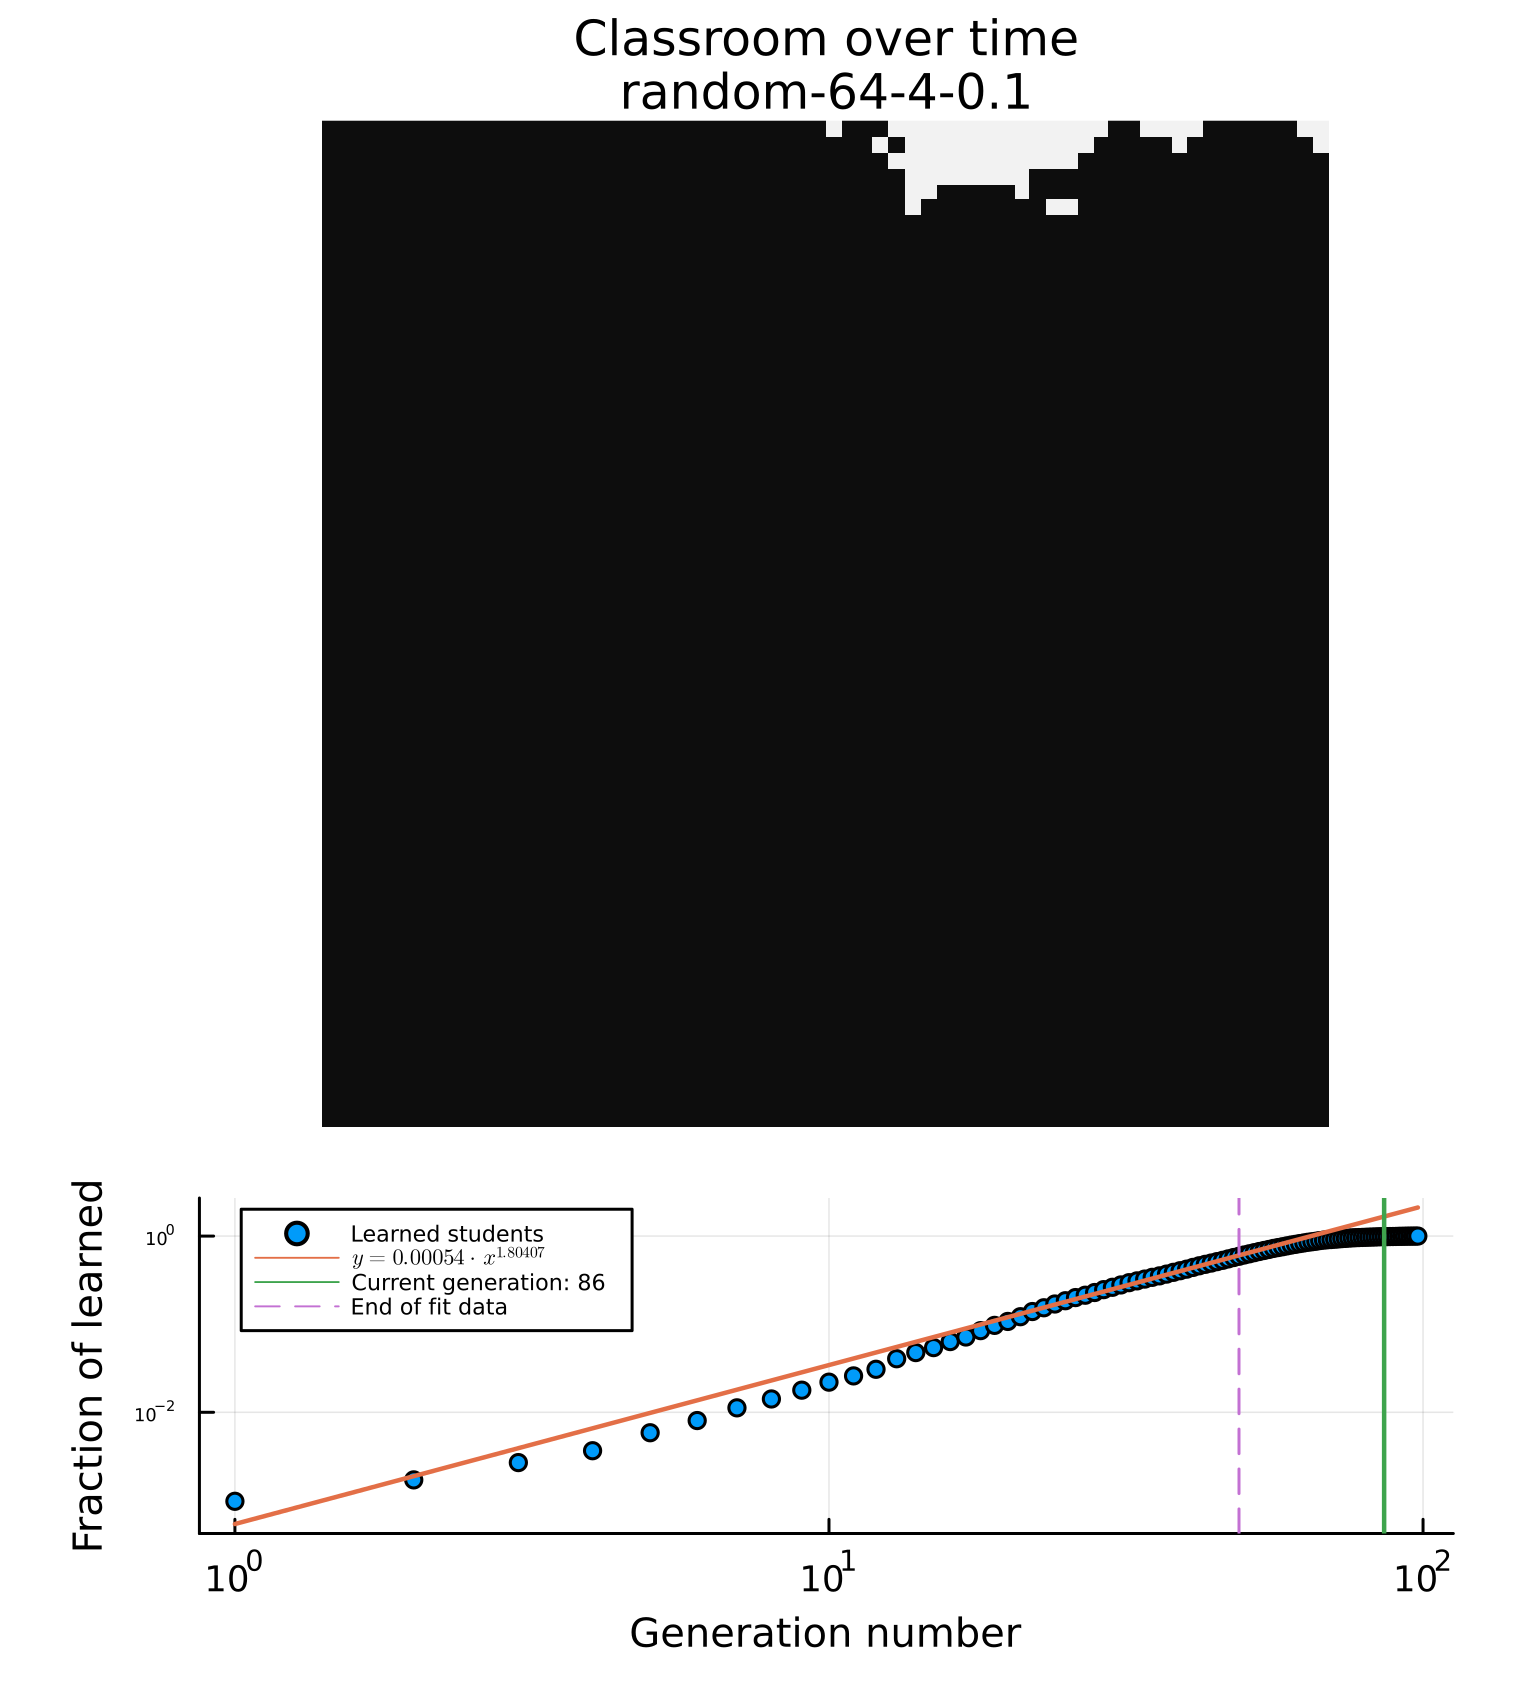 Classroom over time
random-64-4-0.1
Fraction of learned
10^0
10^-2
Learned students
y = 0.00054 · x^1.80407
Current generation: 86
End of fit data
10^0
10^1
10^2
Generation number